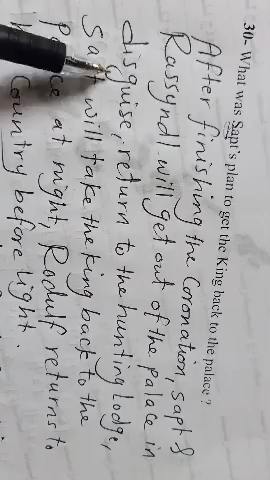 30- What was Sapt's plan to get the King back to the palace?
After finishing the Coronation, sapt &
Rassyndl will get out of the palace in
disguise, return to the hunting lodge,
will take the king back to the
at night, Rodulf returns to
Country before light.